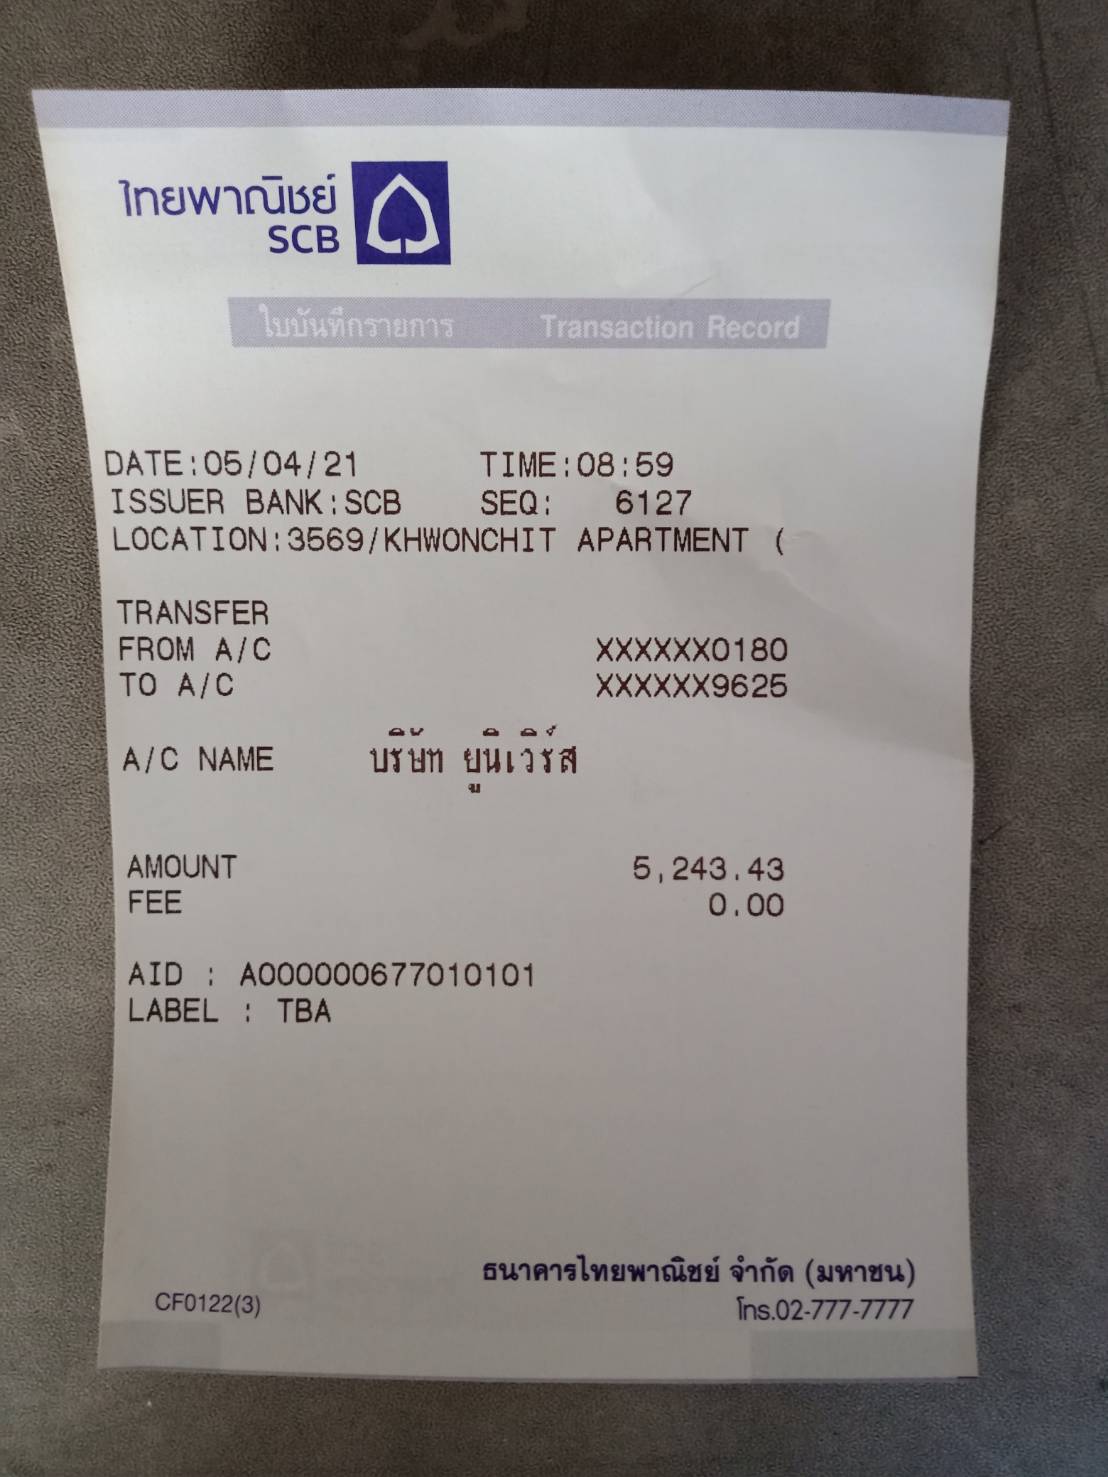 ไทยพาณิชย์
SCB
ใบบันทึกรายการ Transaction Record
DATE:05/04/21 TIME:08:59
ISSUER BANK:SCB SEQ: 6127
LOCATION:3569/KHWONCHIT APARTMENT (
TRANSFER
FROM A/C XXXXXX0180
TO A/C XXXXXX9625
A/C NAME บริษัท ยูนิเวิร์ส
AMOUNT 5,243.43
FEE 0.00
AID : A0000000677010101
LABEL : TBA
ธนาคารไทยพาณิชย์ จำกัด (มหาชน)
CF0122(3) โทร.02-777-7777